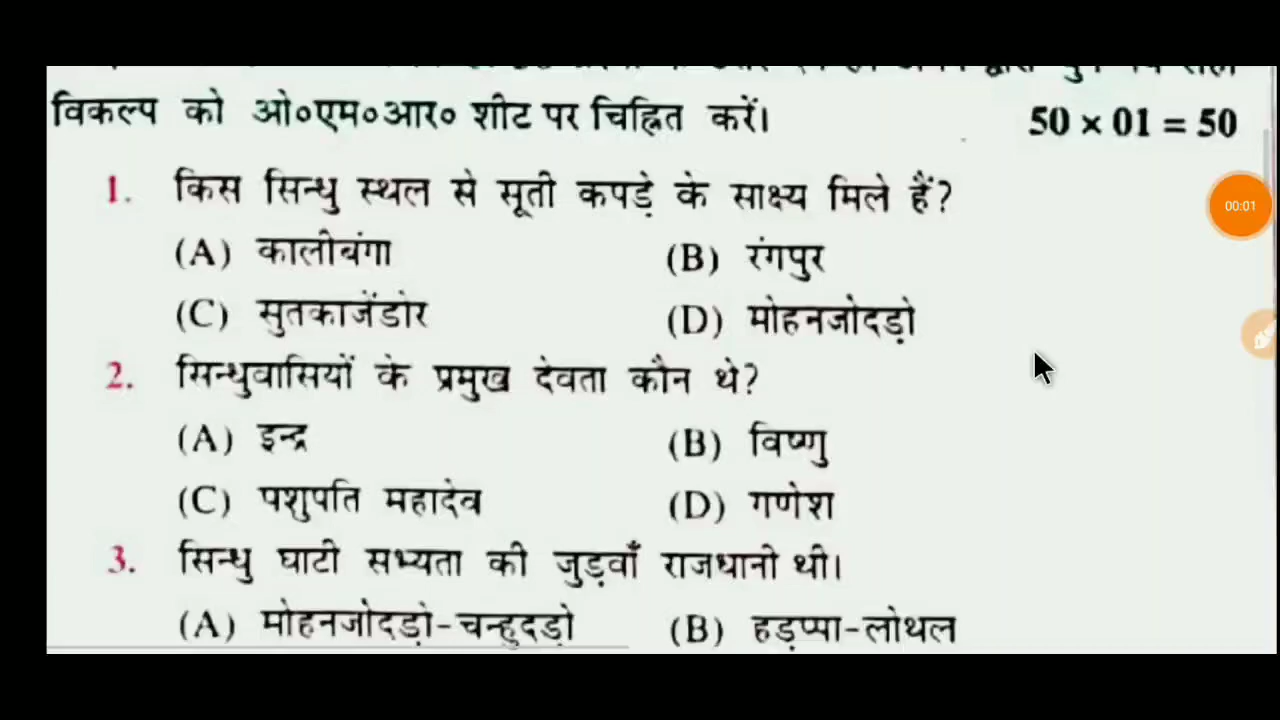 विकल्प को ओ०एम०आर० शीट पर चिह्नित करें। 50 × 01 = 50
00:01
1. किस सिन्धु स्थल से सूती कपड़े के साक्ष्य मिले हैं?
(A) कालीबंगा (B) रंगपुर
(C) सुतकाजेंडोर (D) मोहनजोदड़ो
2. सिन्धुवासियों के प्रमुख देवता कौन थे?
(A) इन्द्र (B) विष्णु
(C) पशुपति महादेव (D) गणेश
3. सिन्धु घाटी सभ्यता की जुड़वाँ राजधानी थी।
(A) मोहनजोदड़ो-चन्हुदड़ो (B) हड़प्पा-लोथल